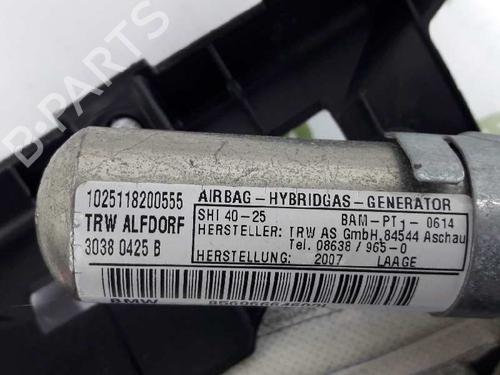 B-PARTS
1025118200555
TRW ALFDORF
3038 0425 B
AIRBAG-HYBRIDGAS-GENERATOR
SHI 40-25 BAM-PT1-0614
HERSTELLER: TRW AS GmbH, 84544 Aschau
Tel. 08638 / 965-0
HERSTELLUNG: 2007 LAAGE
BMW